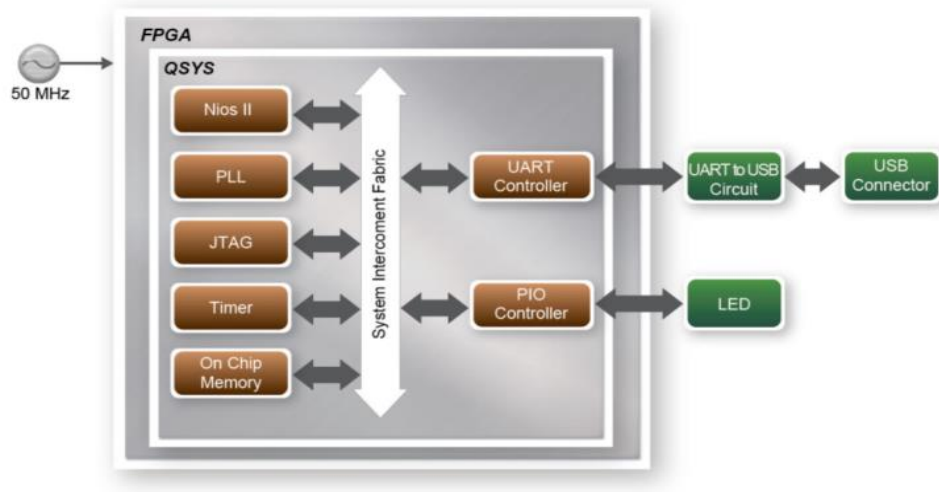 FPGA
QSYS
50 MHz
Nios II
PLL
JTAG
Timer
On Chip
Memory
System Intercoment Fabric
UART
Controller
PIO
Controller
UART to USB
Circuit
USB
Connector
LED